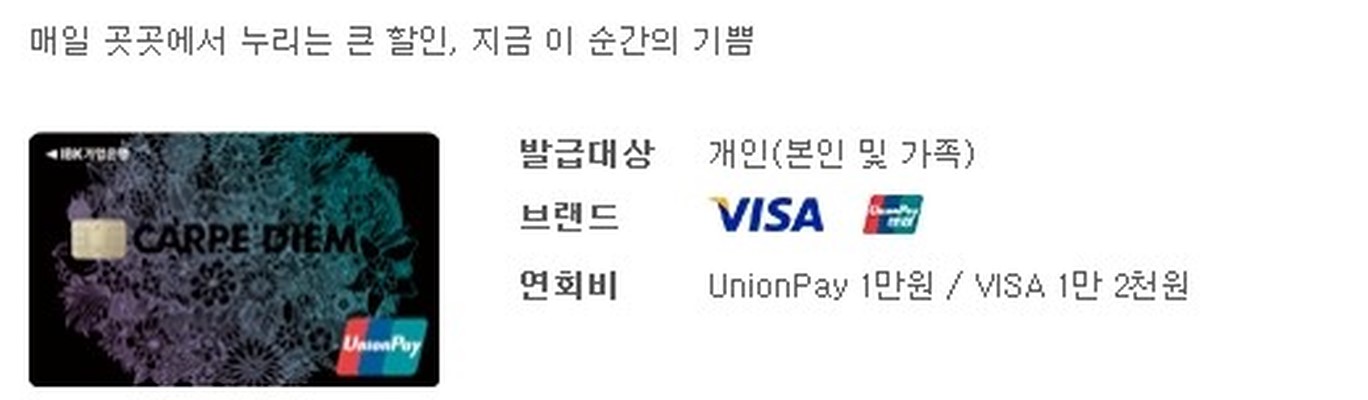 매일 곳곳에서 누리는 큰 할인, 지금 이 순간의 기쁨
IBK기업은행
CARPE DIEM
UnionPay
발급대상 개인(본인 및 가족)
브랜드 VISA UnionPay 银联
연회비 UnionPay 1만원 / VISA 1만 2천원